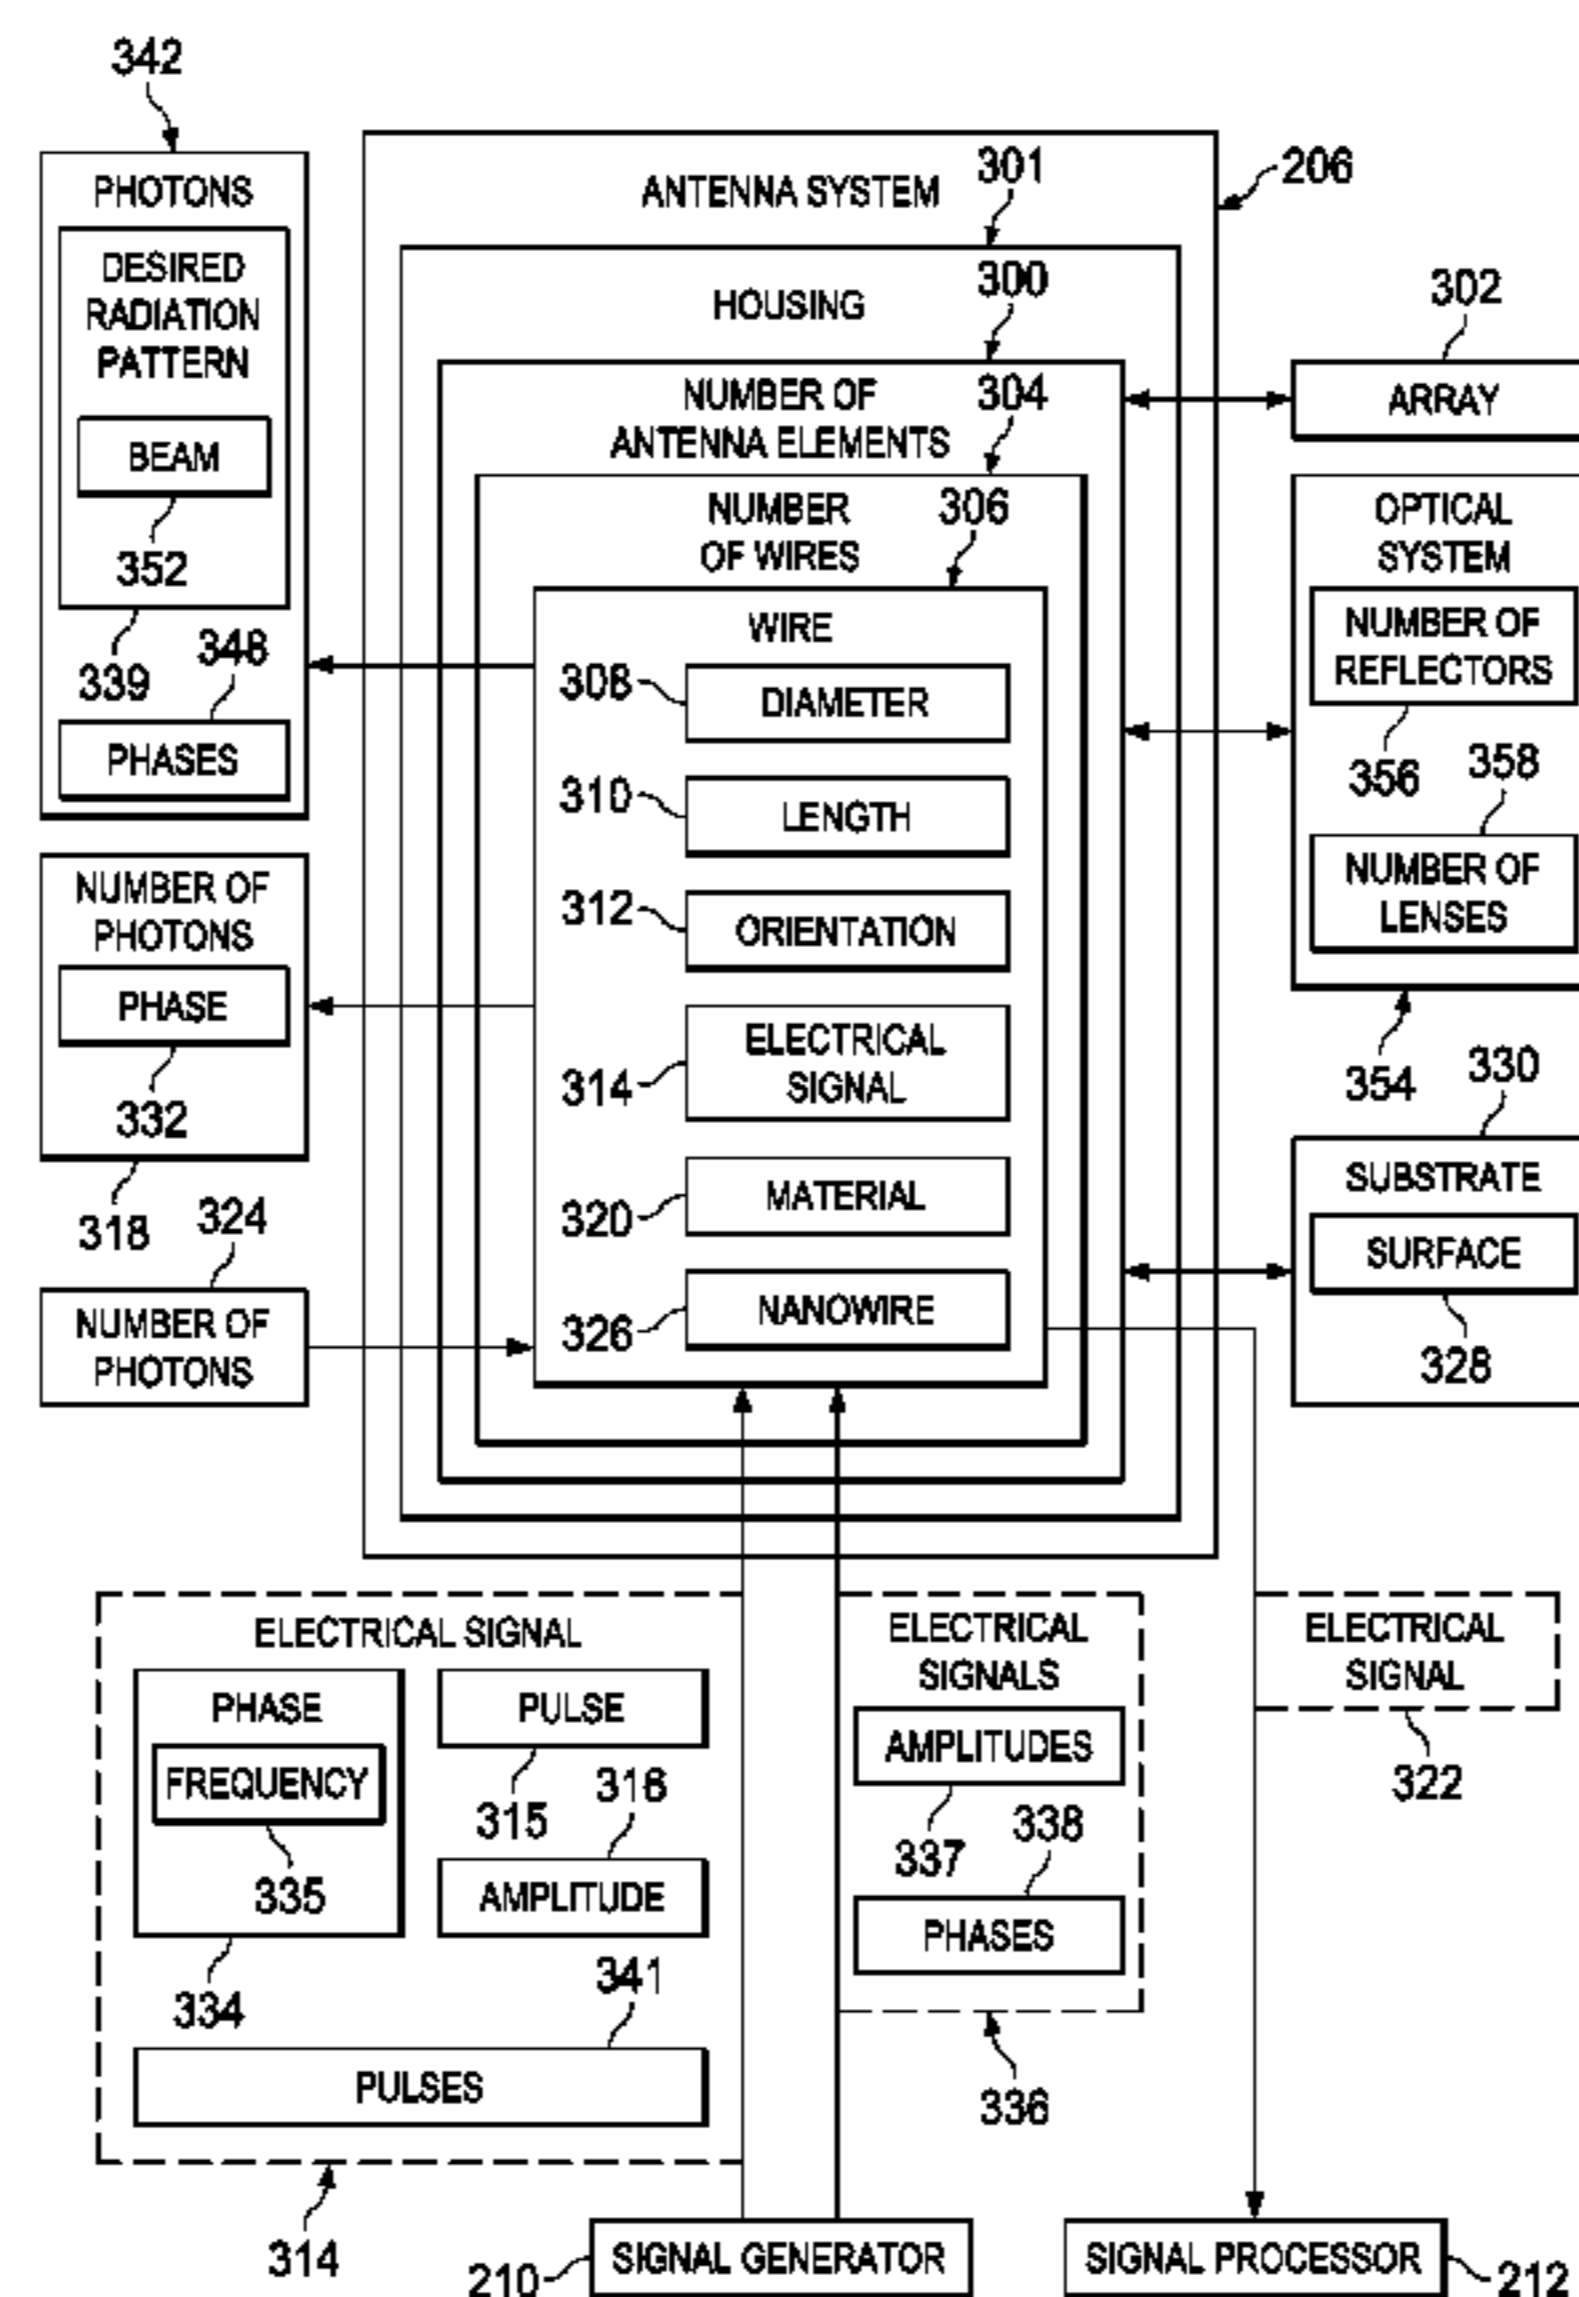 342
PHOTONS
DESIRED
RADIATION
PATTERN
BEAM
352
339
348
PHASES
NUMBER OF
PHOTONS
PHASE
332
318
324
NUMBER OF
PHOTONS
206
ANTENNA SYSTEM
301
HOUSING
300
NUMBER OF
ANTENNA ELEMENTS
304
NUMBER
OF WIRES
306
WIRE
308
DIAMETER
310
LENGTH
312
ORIENTATION
314
ELECTRICAL
SIGNAL
320
MATERIAL
326
NANOWIRE
302
ARRAY
OPTICAL
SYSTEM
NUMBER OF
REFLECTORS
356
358
NUMBER OF
LENSES
354
330
SUBSTRATE
SURFACE
328
ELECTRICAL SIGNAL
PHASE
FREQUENCY
335
334
PULSE
315
316
AMPLITUDE
341
PULSES
314
ELECTRICAL
SIGNALS
AMPLITUDES
337
338
PHASES
336
ELECTRICAL
SIGNAL
322
210
SIGNAL GENERATOR
SIGNAL PROCESSOR
212